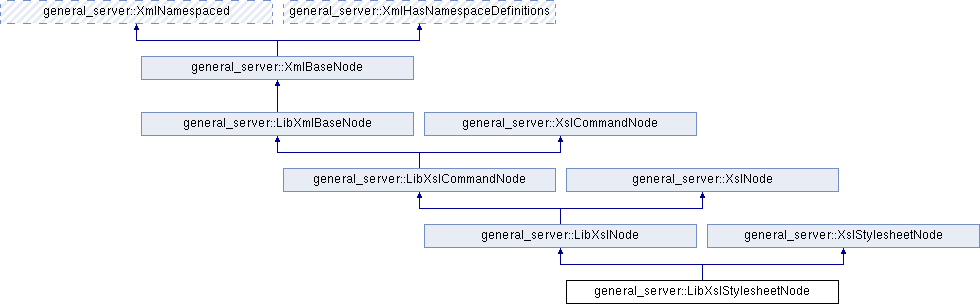 general_server::XmlNamespaced
general_server::XmlHasNamespaceDefinitions
general_server::XmlBaseNode
general_server::LibXmlBaseNode
general_server::XslCommandNode
general_server::LibXslCommandNode
general_server::XslNode
general_server::LibXslNode
general_server::XslStylesheetNode
general_server::LibXslStylesheetNode